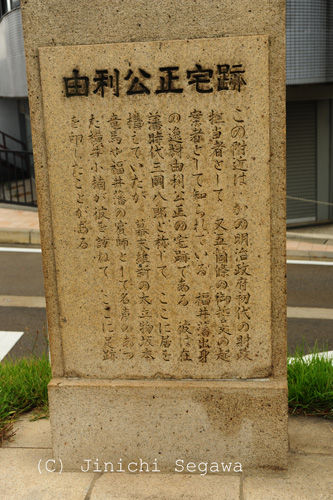 由利公正宅跡
この附近は、かの明治政府初代の財政
担当者として、又五箇條の御誓文の起
案者として知られている、福井藩出身
の逸材由利公正の宅跡である 彼は在
藩時代三岡八郎と称して、ここに居を
構していたが、幕末維新の大立物坂本
竜馬や福井藩の賓師として名声の高かつ
た横井小楠が彼を訪ねて、ここに足跡
を印したことがある
(C) Jinichi Segawa